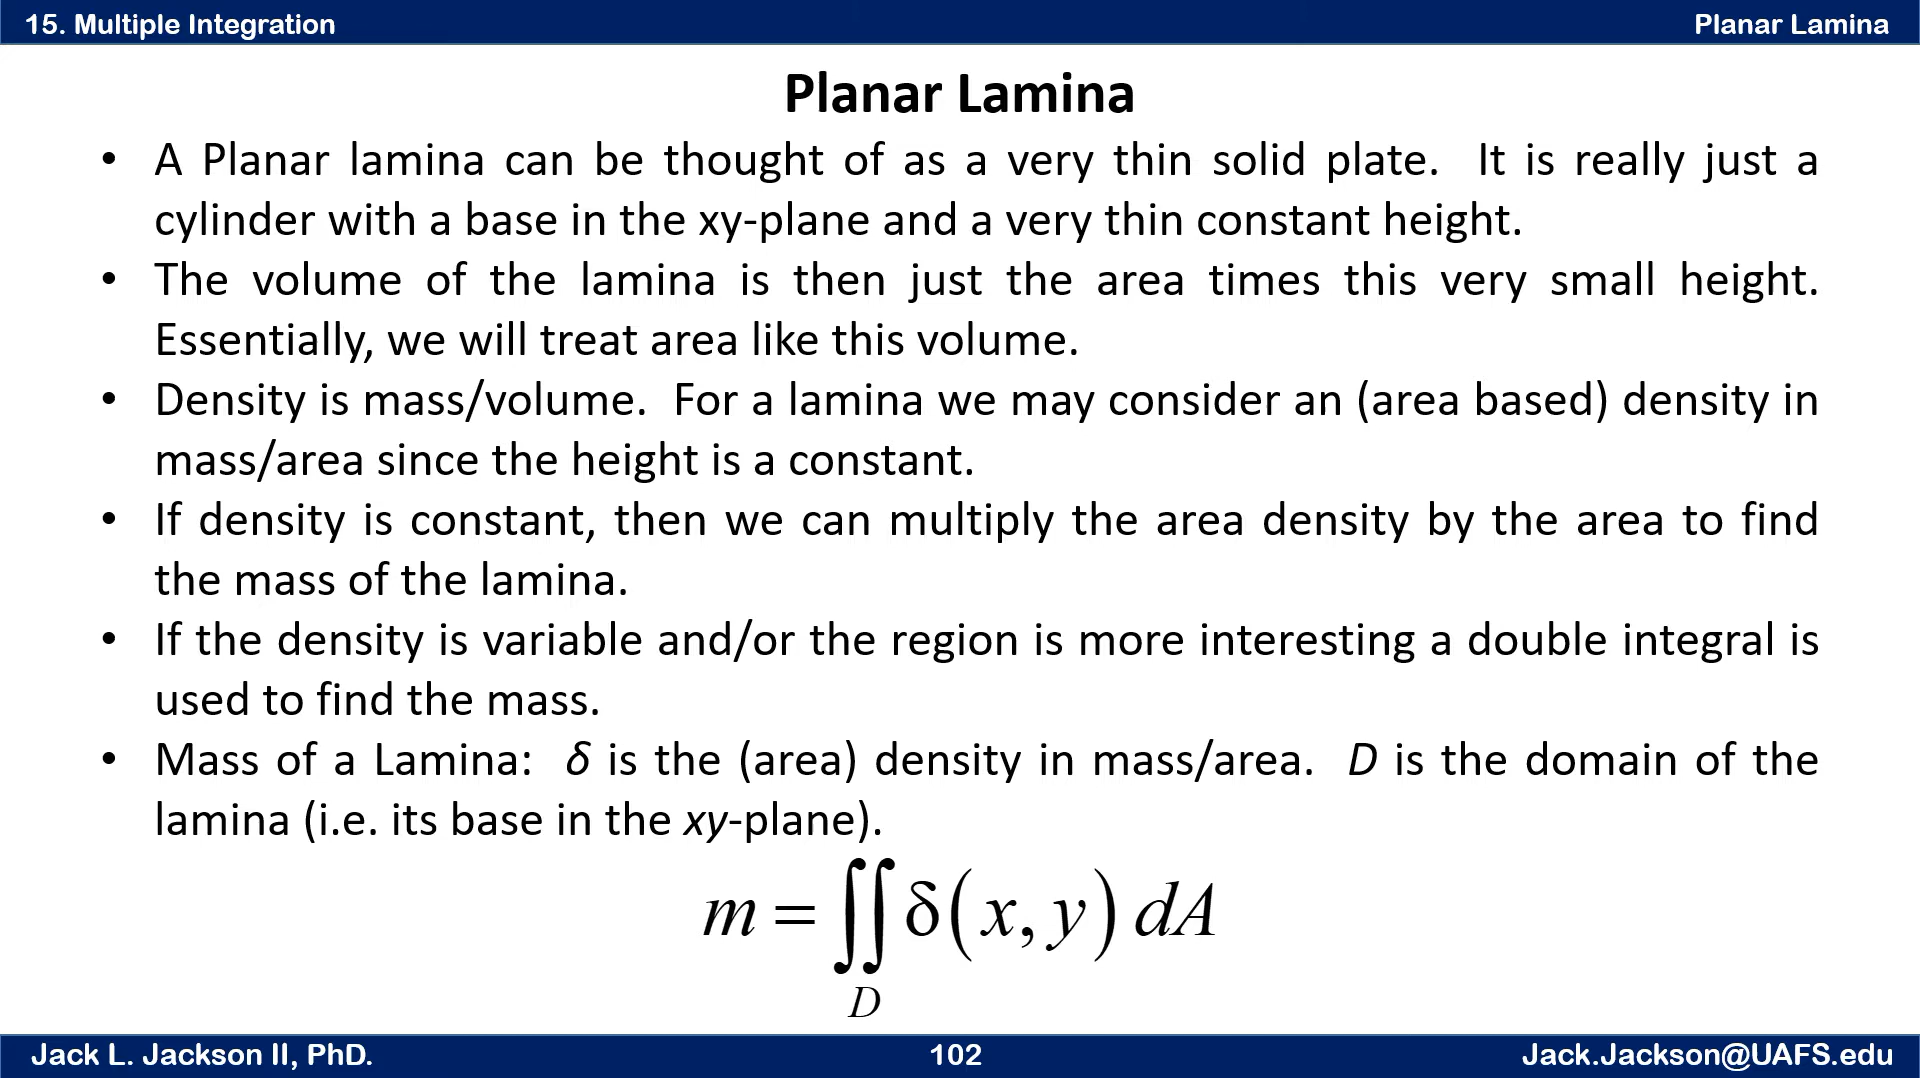 15. Multiple Integration
Planar Lamina
Planar Lamina
• A Planar lamina can be thought of as a very thin solid plate.  It is really just a
cylinder with a base in the xy-plane and a very thin constant height.
• The volume of the lamina is then just the area times this very small height.
Essentially, we will treat area like this volume.
• Density is mass/volume.  For a lamina we may consider an (area based) density in
mass/area since the height is a constant.
• If density is constant, then we can multiply the area density by the area to find
the mass of the lamina.
• If the density is variable and/or the region is more interesting a double integral is
used to find the mass.
• Mass of a Lamina:  δ is the (area) density in mass/area.  D is the domain of the
lamina (i.e. its base in the xy-plane).
m = ∬ δ(x, y) dA
D
Jack L. Jackson II, PhD.
102
Jack.Jackson@UAFS.edu